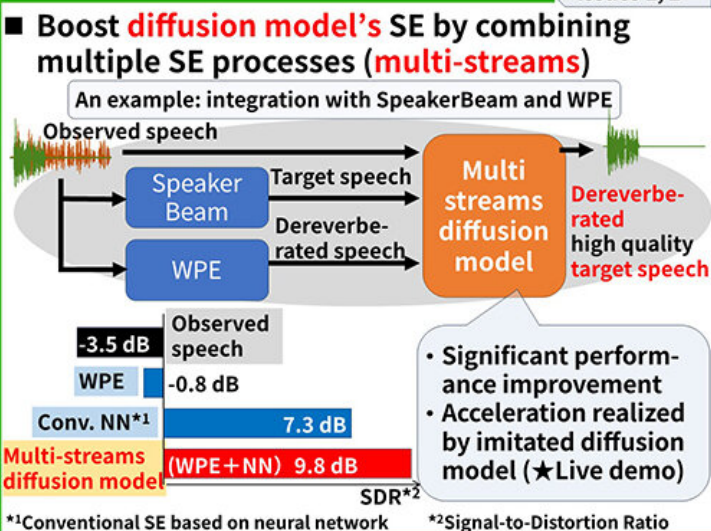 ■ Boost diffusion model's SE by combining
multiple SE processes (multi-streams)
An example: integration with SpeakerBeam and WPE
Observed speech
Speaker
Beam
Target speech
WPE
Dereverbe-
rated speech
Multi
streams
diffusion
model
Dereverbe-
rated
high quality
target speech
-3.5 dB
Observed
speech
WPE
-0.8 dB
Conv. NN*1
7.3 dB
Multi-streams
diffusion model
(WPE+NN) 9.8 dB
SDR*2
• Significant perform-
ance improvement
• Acceleration realized
by imitated diffusion
model (★Live demo)
*1Conventional SE based on neural network
*2Signal-to-Distortion Ratio